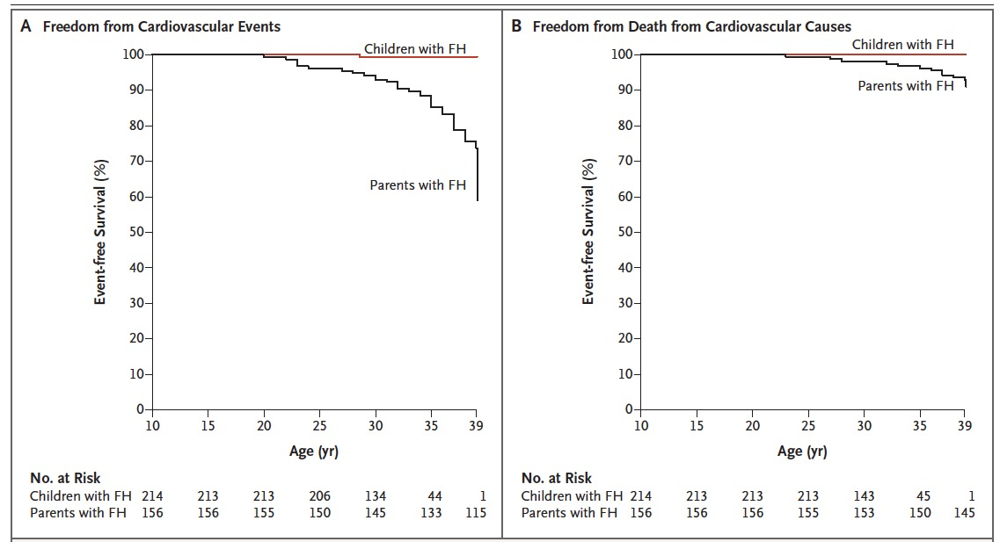 A Freedom from Cardiovascular Events
Children with FH
100
90
80
70
60
50
40
30
20
10
0
Event-free Survival (%)
Parents with FH
10 15 20 25 30 35 39
Age (yr)
No. at Risk
Children with FH 214 213 213 206 134 44 1
Parents with FH 156 156 155 150 145 133 115
B Freedom from Death from Cardiovascular Causes
Children with FH
100
90
80
70
60
50
40
30
20
10
0
Event-free Survival (%)
Parents with FH
10 15 20 25 30 35 39
Age (yr)
No. at Risk
Children with FH 214 213 213 213 143 45 1
Parents with FH 156 156 156 155 153 150 145